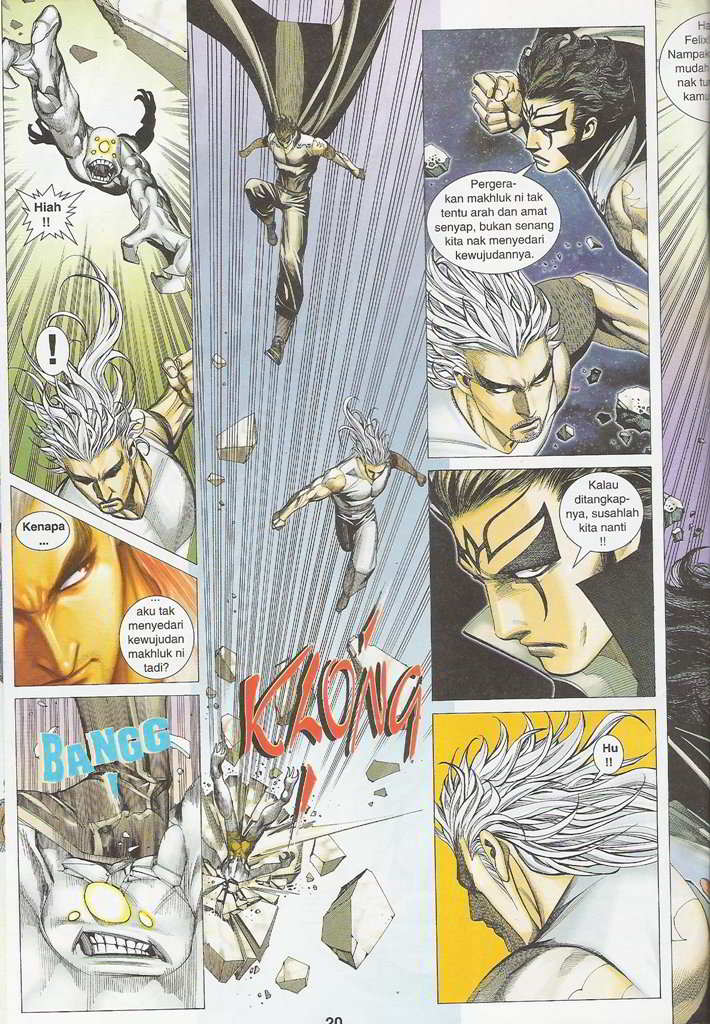 Hiah
!!
!
Kenapa
...
...
aku tak
menyedari
kewujudan
makhluk ni
tadi?
BANGG
!
KLONG
!
Pergera-
kan makhluk ni tak
tentu arah dan amat
senyap, bukan senang
kita nak menyedari
kewujudannya.
Kalau
ditangkap-
nya, susahlah
kita nanti
!!
Hu
!!
Ha
Felix
Nampak
mudah
nak tu
kamu
20